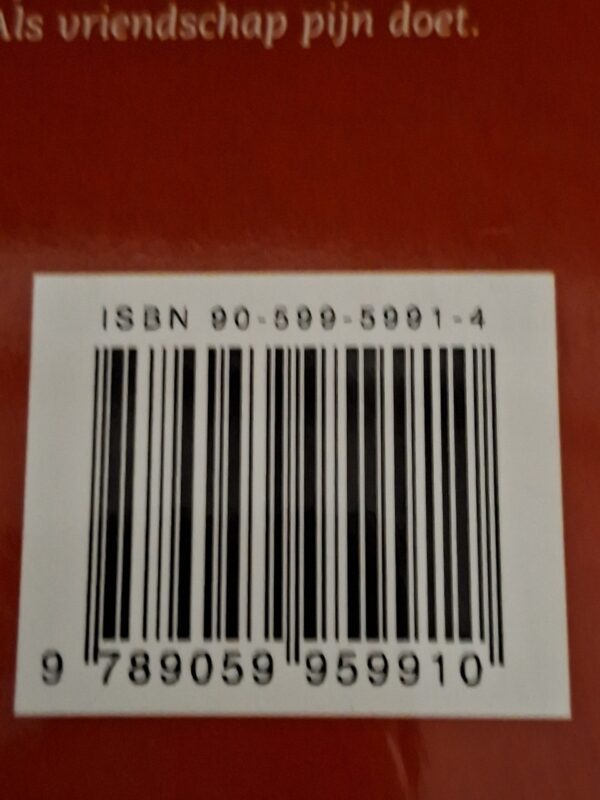 Als vriendschap pijn doet.
ISBN 90-599-5991-4
9 789059 959910